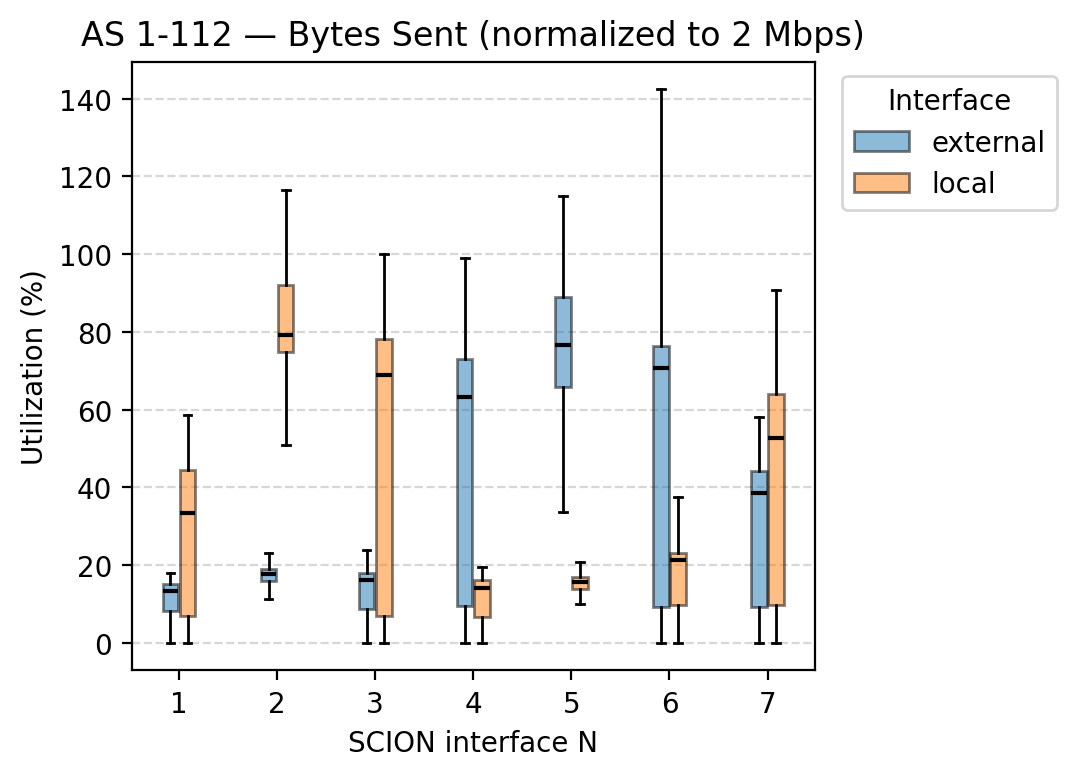 AS 1-112 — Bytes Sent (normalized to 2 Mbps)
Utilization (%)
140
120
100
80
60
40
20
0
1 2 3 4 5 6 7
SCION interface N
Interface
external
local